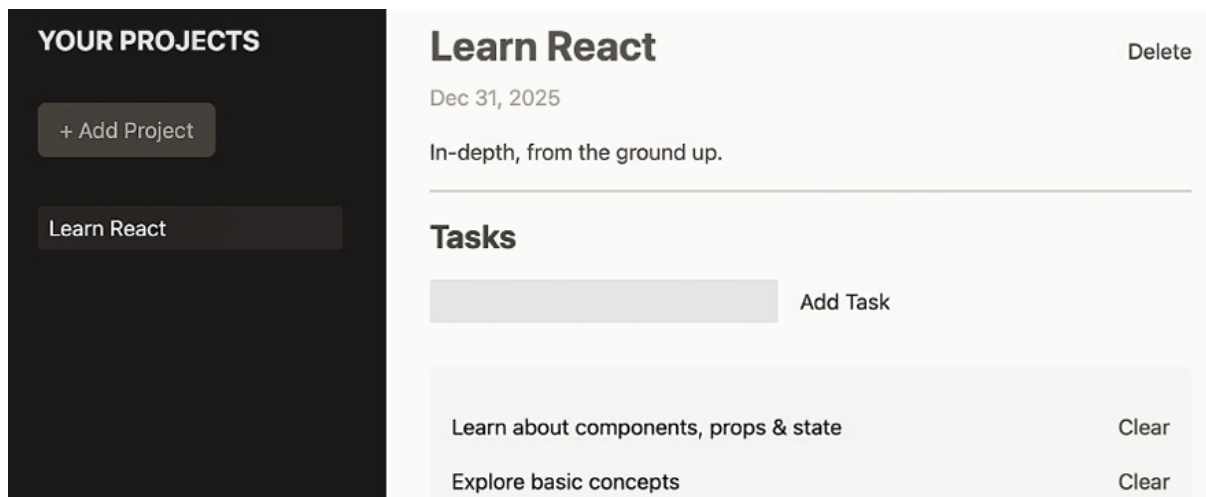 YOUR PROJECTS
+ Add Project
Learn React
Learn React
Delete
Dec 31, 2025
In-depth, from the ground up.
Tasks
Add Task
Learn about components, props & state
Clear
Explore basic concepts
Clear